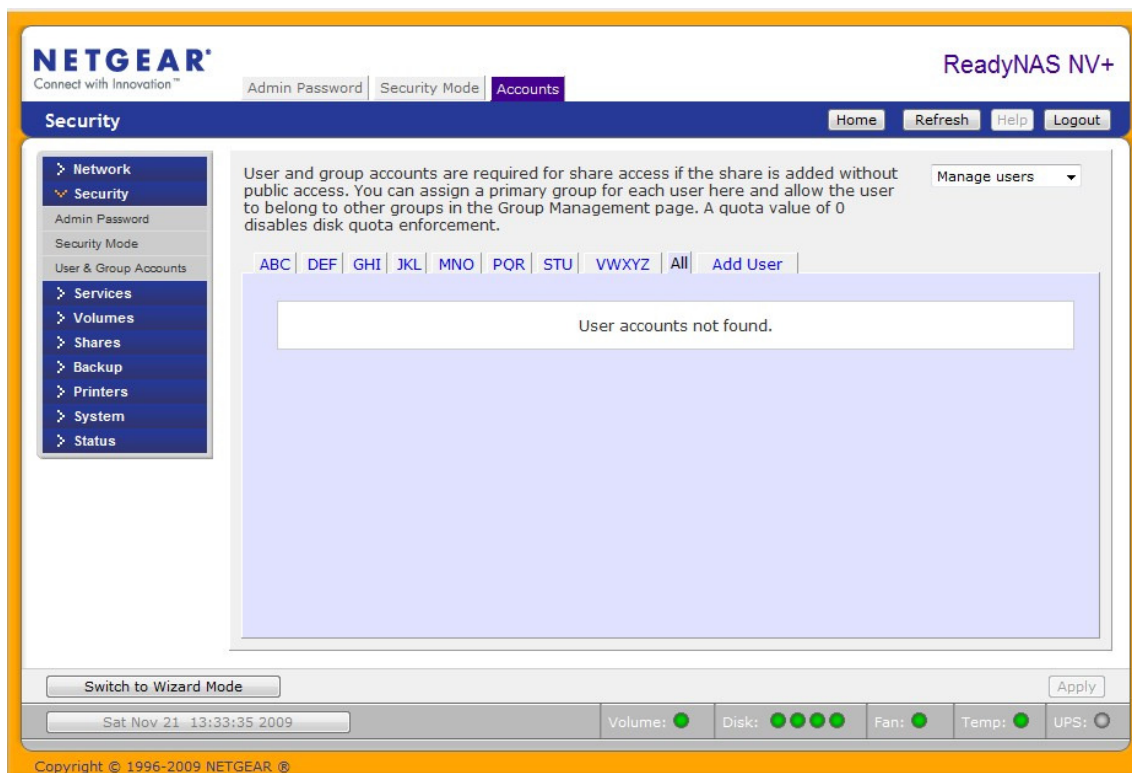 NETGEAR®
Connect with Innovation™
ReadyNAS NV+
Admin Password
Security Mode
Accounts
Security
Home
Refresh
Help
Logout
Network
Security
Admin Password
Security Mode
User & Group Accounts
Services
Volumes
Shares
Backup
Printers
System
Status
User and group accounts are required for share access if the share is added without
public access. You can assign a primary group for each user here and allow the user
to belong to other groups in the Group Management page. A quota value of 0
disables disk quota enforcement.
Manage users
ABC
DEF
GHI
JKL
MNO
PQR
STU
VWXYZ
All
Add User
User accounts not found.
Switch to Wizard Mode
Apply
Sat Nov 21 13:33:35 2009
Volume:
Disk:
Fan:
Temp:
UPS:
Copyright © 1996-2009 NETGEAR ®